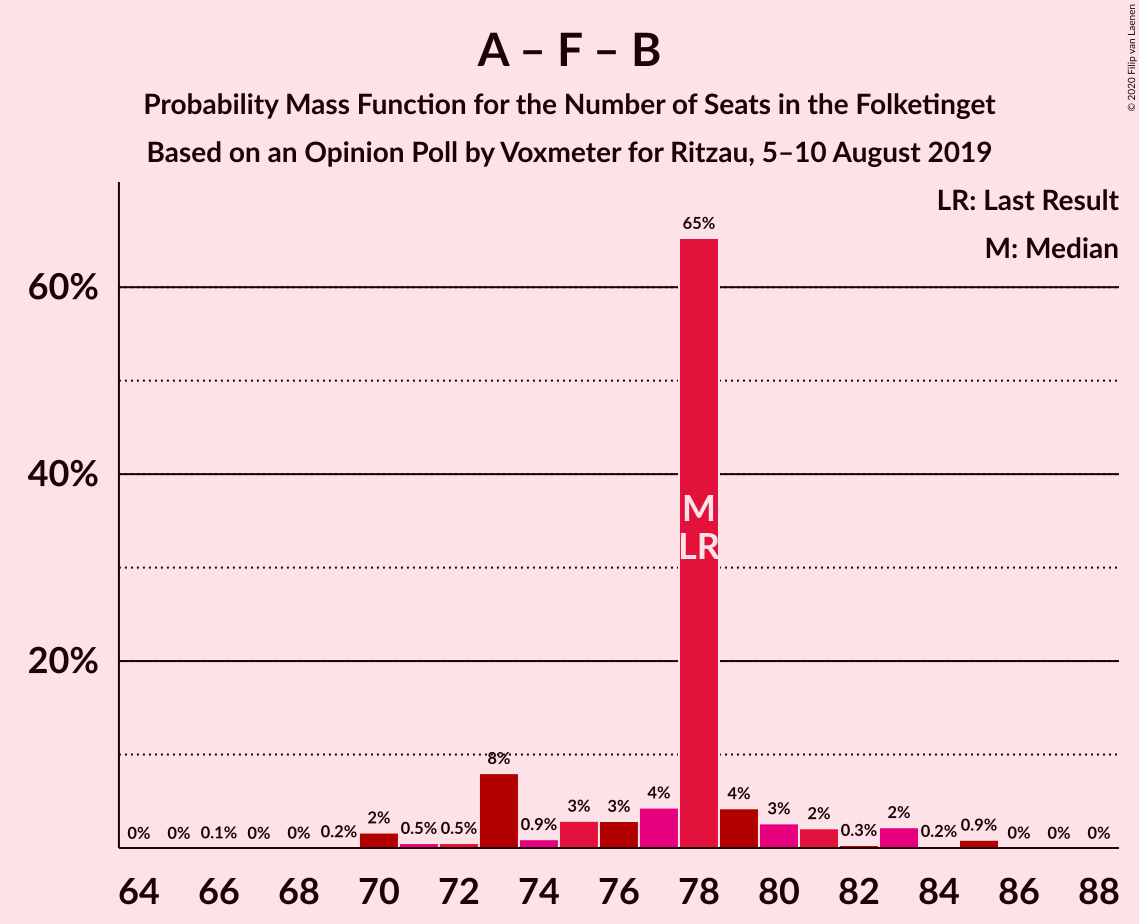 A – F – B
Probability Mass Function for the Number of Seats in the Folketinget
Based on an Opinion Poll by Voxmeter for Ritzau, 5–10 August 2019
© 2020 Filip van Laenen
LR: Last Result
M: Median
60%
40%
20%
0% 0% 0.1% 0% 0% 0.2% 2% 0.5% 0.5% 8% 0.9% 3% 3% 4% 65% 4% 3% 2% 0.3% 2% 0.2% 0.9% 0% 0% 0%
M
LR
64 66 68 70 72 74 76 78 80 82 84 86 88